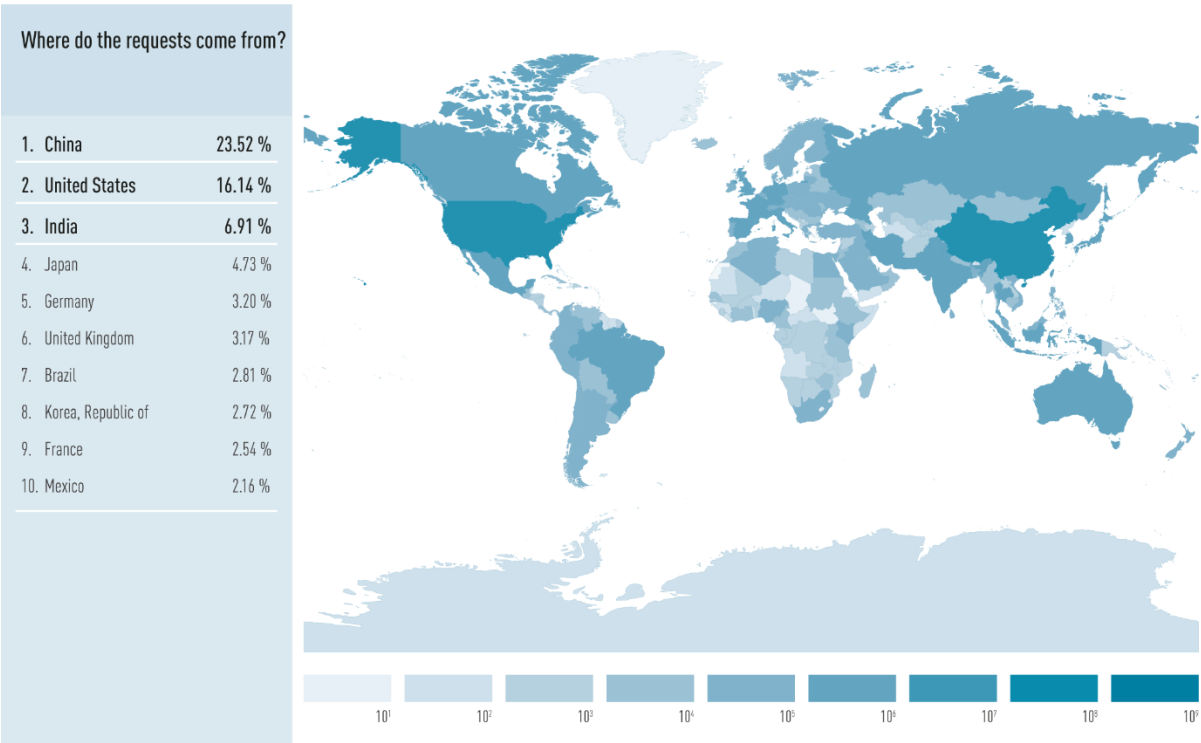 Where do the requests come from?
1. China 23.52 %
2. United States 16.14 %
3. India 6.91 %
4. Japan 4.73 %
5. Germany 3.20 %
6. United Kingdom 3.17 %
7. Brazil 2.81 %
8. Korea, Republic of 2.72 %
9. France 2.54 %
10. Mexico 2.16 %
10¹ 10² 10³ 10⁴ 10⁵ 10⁶ 10⁷ 10⁸ 10⁹